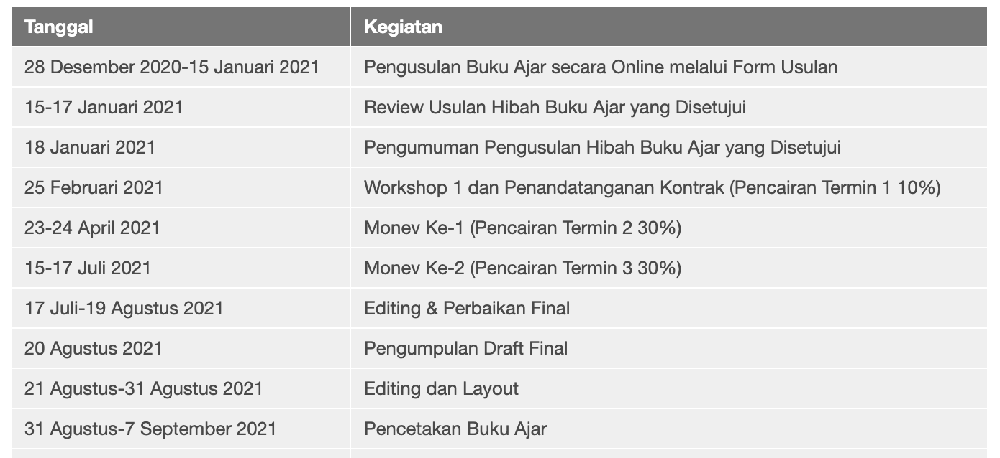 Tanggal Kegiatan
28 Desember 2020-15 Januari 2021 Pengusulan Buku Ajar secara Online melalui Form Usulan
15-17 Januari 2021 Review Usulan Hibah Buku Ajar yang Disetujui
18 Januari 2021 Pengumuman Pengusulan Hibah Buku Ajar yang Disetujui
25 Februari 2021 Workshop 1 dan Penandatanganan Kontrak (Pencairan Termin 1 10%)
23-24 April 2021 Monev Ke-1 (Pencairan Termin 2 30%)
15-17 Juli 2021 Monev Ke-2 (Pencairan Termin 3 30%)
17 Juli-19 Agustus 2021 Editing & Perbaikan Final
20 Agustus 2021 Pengumpulan Draft Final
21 Agustus-31 Agustus 2021 Editing dan Layout
31 Agustus-7 September 2021 Pencetakan Buku Ajar